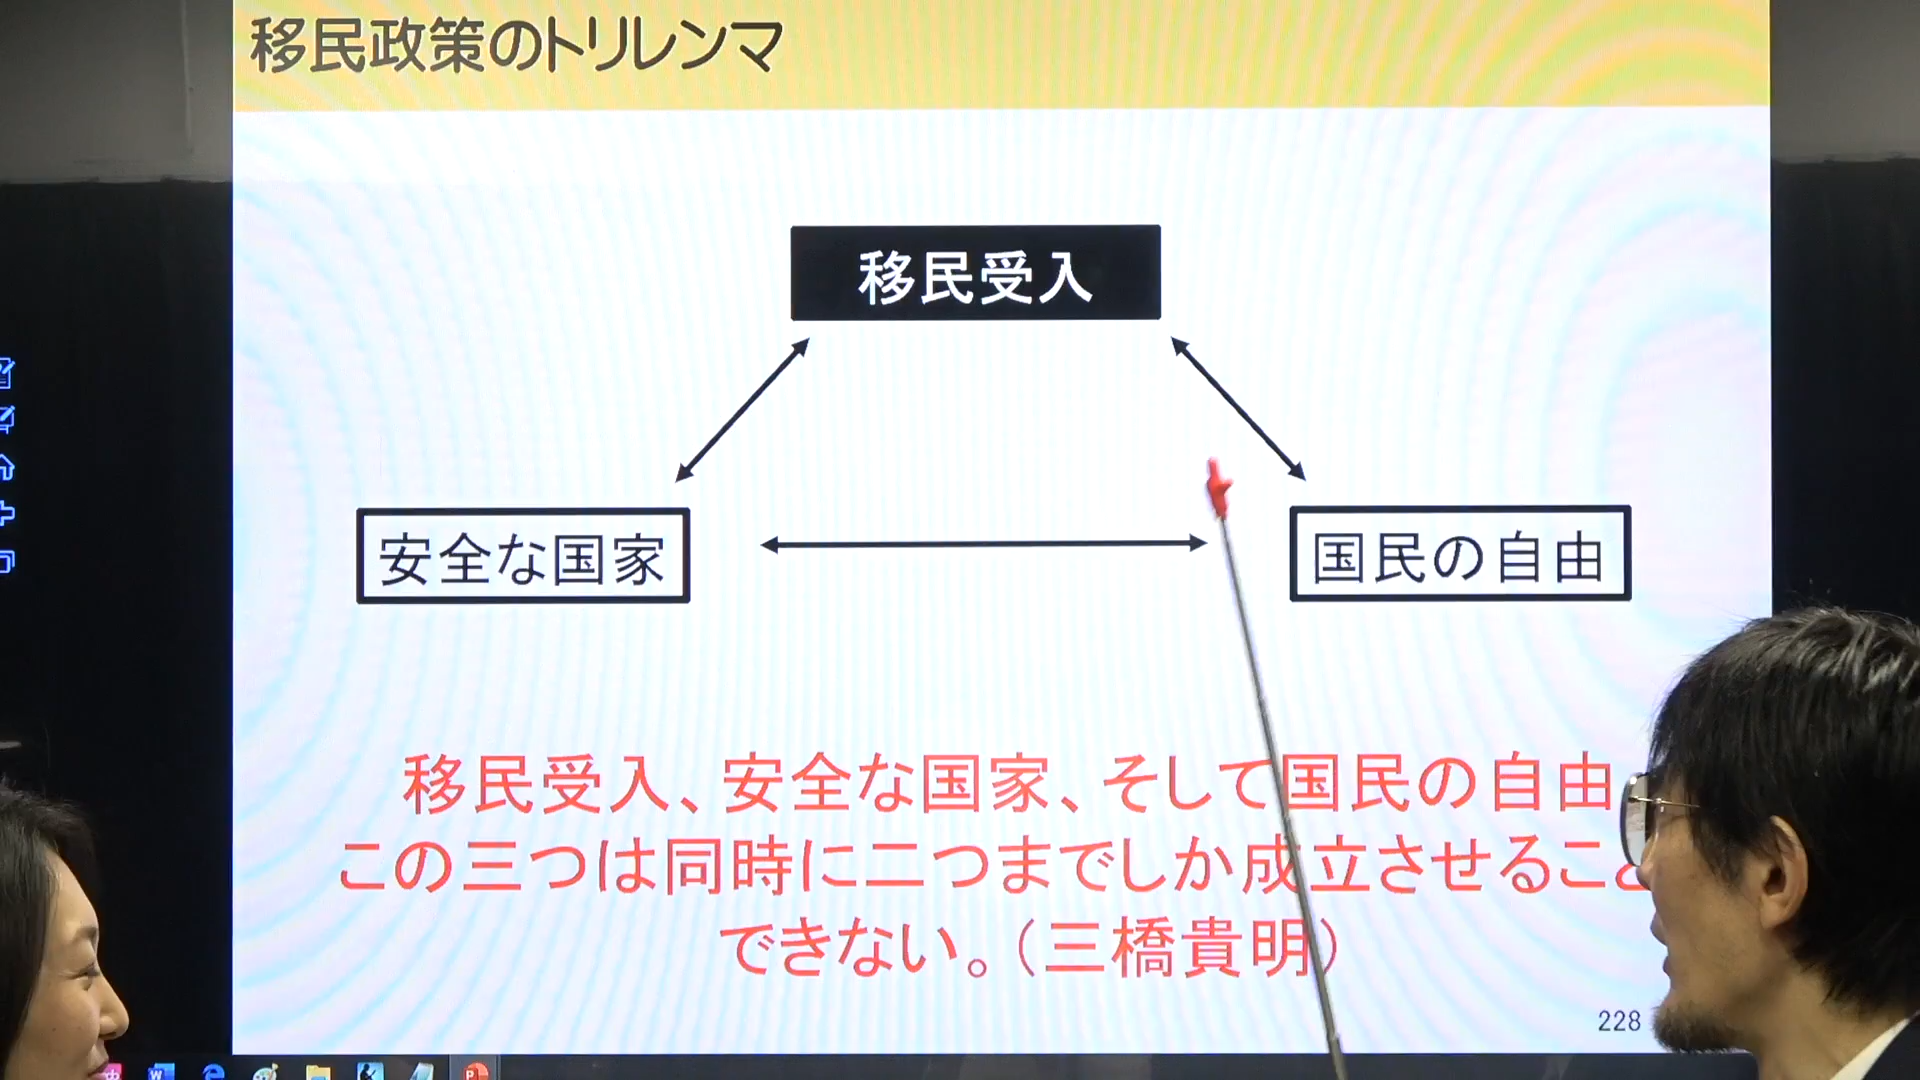 移民政策のトリレンマ
移民受入
安全な国家
国民の自由
移民受入、安全な国家、そして国民の自由
この三つは同時に二つまでしか成立させること
できない。（三橋貴明）
228